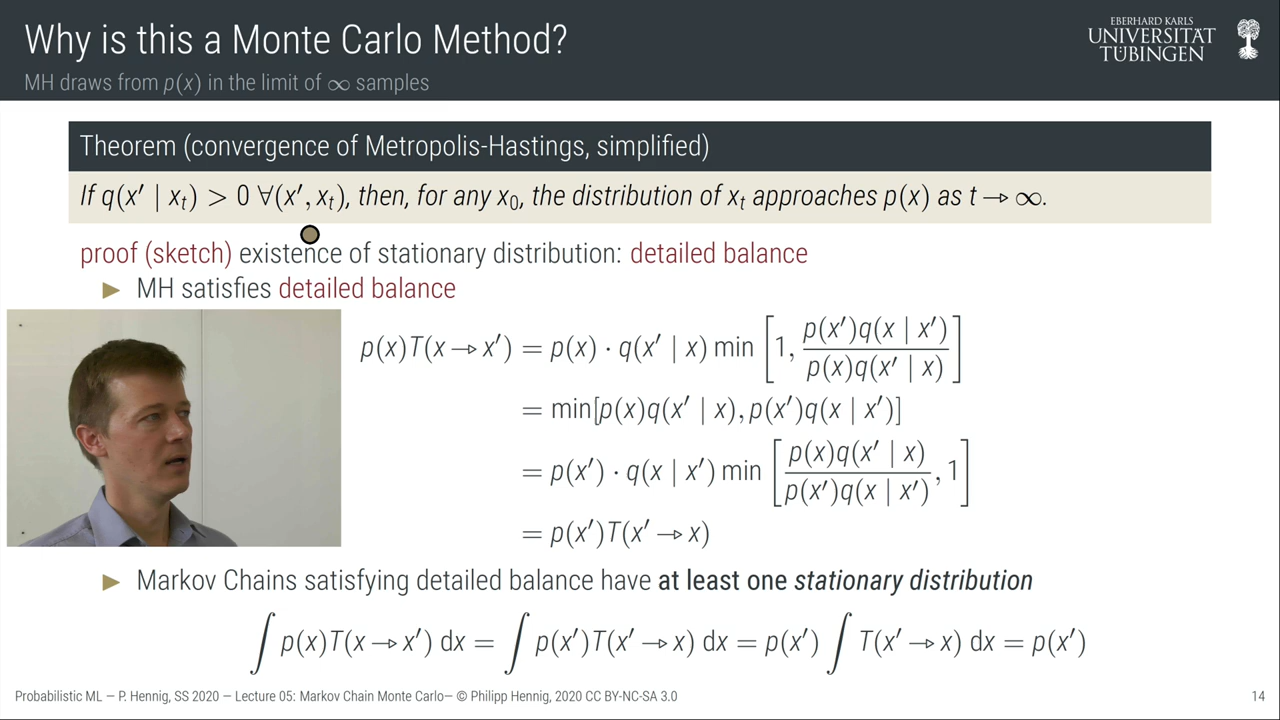 Why is this a Monte Carlo Method?
MH draws from p(x) in the limit of ∞ samples
EBERHARD KARLS
UNIVERSITÄT
TÜBINGEN
Theorem (convergence of Metropolis-Hastings, simplified)
If q(x′ | x_t) > 0 ∀(x′, x_t), then, for any x_0, the distribution of x_t approaches p(x) as t → ∞.
proof (sketch) existence of stationary distribution: detailed balance
▶ MH satisfies detailed balance
p(x)T(x → x′) = p(x) · q(x′ | x) min [1, p(x′)q(x | x′) / p(x)q(x′ | x)]
= min[p(x)q(x′ | x), p(x′)q(x | x′)]
= p(x′) · q(x | x′) min [p(x)q(x′ | x) / p(x′)q(x | x′), 1]
= p(x′)T(x′ → x)
▶ Markov Chains satisfying detailed balance have at least one stationary distribution
∫ p(x)T(x → x′) dx = ∫ p(x′)T(x′ → x) dx = p(x′) ∫ T(x′ → x) dx = p(x′)
Probabilistic ML — P. Hennig, SS 2020 — Lecture 05: Markov Chain Monte Carlo— © Philipp Hennig, 2020 CC BY-NC-SA 3.0
14